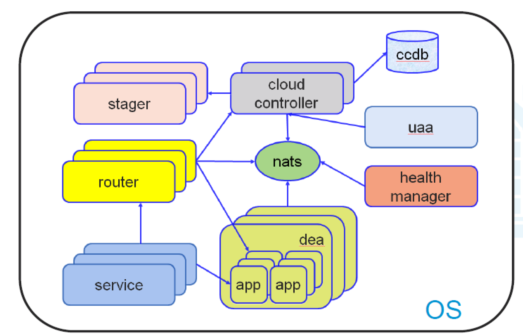 ccdb
cloud
controller
stager
uaa
nats
router
health
manager
dea
app app
service
OS